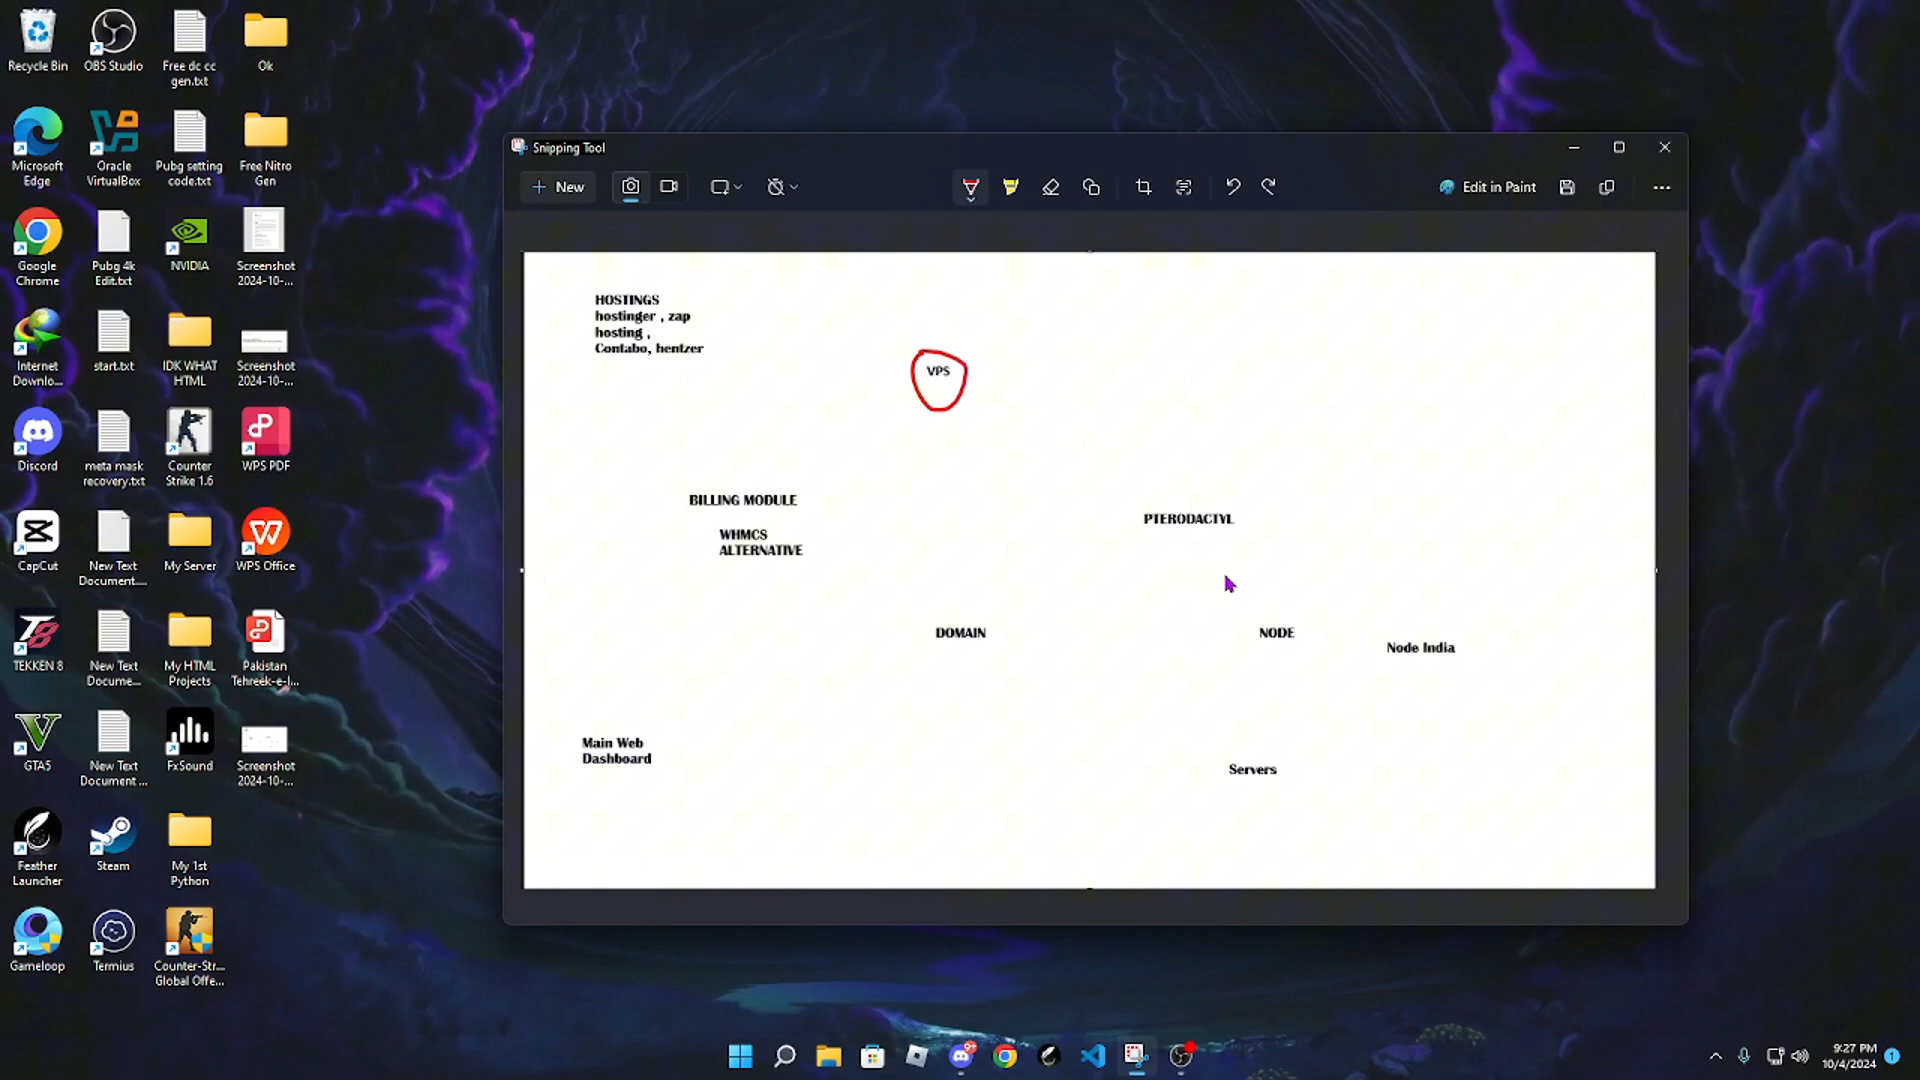 Recycle Bin
OBS Studio
Free dc cc
gen.txt
Ok
Microsoft
Edge
Oracle
VirtualBox
Pubg setting
code.txt
Free Nitro
Gen
Google
Chrome
Pubg 4k
Edit.txt
NVIDIA
Screenshot
2024-10-...
Internet
Downlo...
start.txt
IDK WHAT
HTML
Screenshot
2024-10-...
Discord
meta mask
recovery.txt
Counter
Strike 1.6
WPS PDF
CapCut
New Text
Document....
My Server
WPS Office
TEKKEN 8
New Text
Docume...
My HTML
Projects
Pakistan
Tehreek-e-I...
GTA5
New Text
Document ...
FxSound
Screenshot
2024-10-...
Feather
Launcher
Steam
My 1st
Python
Gameloop
Termius
Counter-Str...
Global Offe...
Snipping Tool
New
Edit in Paint
HOSTINGS
hostinger , zap
hosting ,
Contabo, hentzer
VPS
BILLING MODULE
WHMCS
ALTERNATIVE
PTERODACTYL
DOMAIN
NODE
Node India
Main Web
Dashboard
Servers
9+
9:27 PM
10/4/2024
1